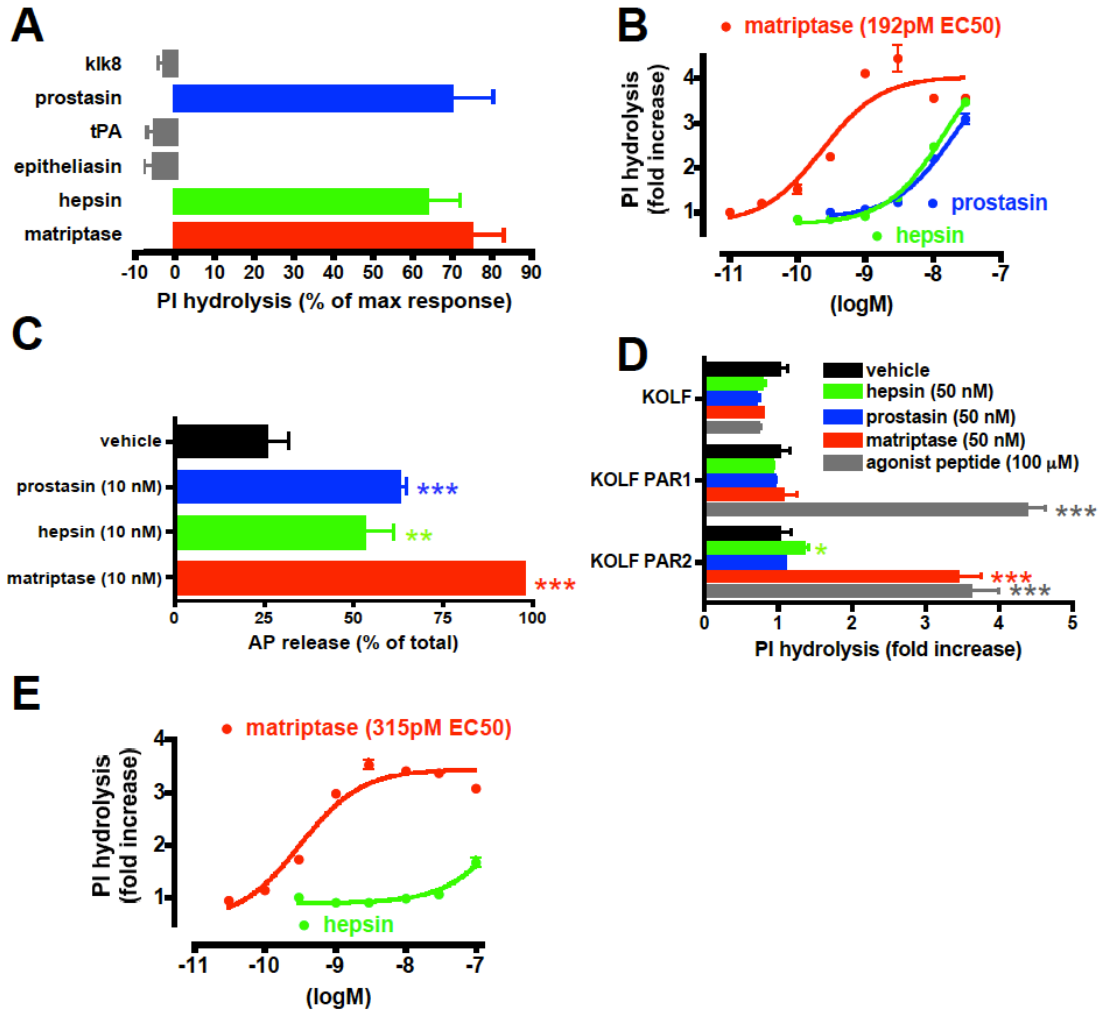 A
klk8
prostasin
tPA
epitheliasin
hepsin
matriptase
-10 0 10 20 30 40 50 60 70 80 90
PI hydrolysis (% of max response)
B
matriptase (192pM EC50)
PI hydrolysis
(fold increase)
4
3
2
1
prostasin
hepsin
-11 -10 -9 -8 -7
(logM)
C
vehicle
prostasin (10 nM)
hepsin (10 nM)
matriptase (10 nM)
***
**
***
0 25 50 75 100
AP release (% of total)
D
KOLF
KOLF PAR1
KOLF PAR2
vehicle
hepsin (50 nM)
prostasin (50 nM)
matriptase (50 nM)
agonist peptide (100 µM)
***
*
***
***
0 1 2 3 4 5
PI hydrolysis (fold increase)
E
matriptase (315pM EC50)
PI hydrolysis
(fold increase)
4
3
2
1
hepsin
-11 -10 -9 -8 -7
(logM)